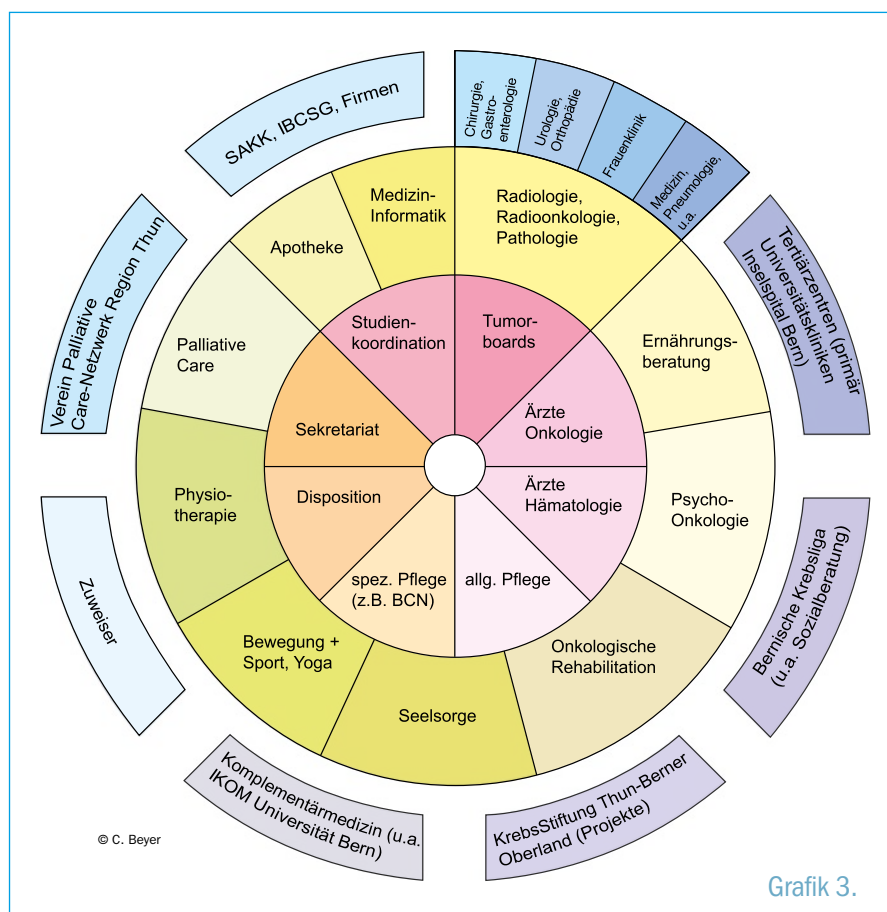 SAKK, IBCSG, Firmen
Chirurgie,
Gastro-
enterologie
Urologie,
Orthopädie
Frauenklinik
Medizin,
Pneumologie,
u.a.
Verein Palliative
Care-Netzwerk Region Thun
Tertiärzentren (primär
Universitätskliniken
Inselspital Bern)
Zuweiser
Bernische Krebsliga
(u.a. Sozialberatung)
Komplementärmedizin (u.a.
IKOM Universität Bern)
KrebsStiftung Thun-Berner
Oberland (Projekte)
Medizin-
Informatik
Radiologie,
Radioonkologie,
Pathologie
Apotheke
Ernährungs-
beratung
Palliative
Care
Psycho-
Onkologie
Physio-
therapie
Onkologische
Rehabilitation
Bewegung +
Sport, Yoga
Seelsorge
Studien-
koordination
Tumor-
boards
Sekretariat
Ärzte
Onkologie
Disposition
Ärzte
Hämatologie
spez. Pflege
(z.B. BCN)
allg. Pflege
© C. Beyer
Grafik 3.